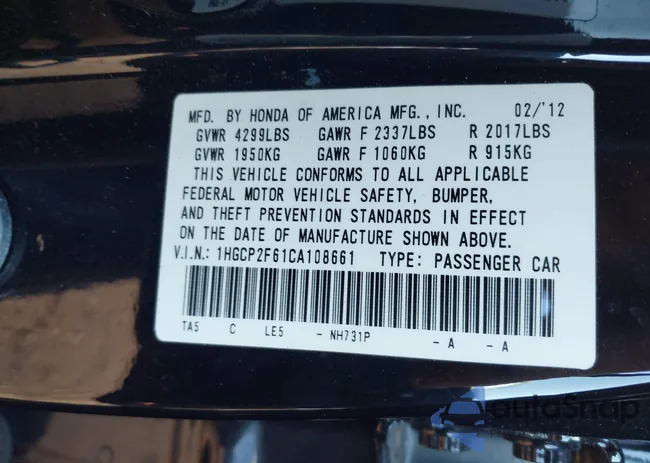 MFD. BY HONDA OF AMERICA MFG., INC. 02/'12
GVWR 4299LBS GAWR F 2337LBS R 2017LBS
GVWR 1950KG GAWR F 1060KG R 915KG
THIS VEHICLE CONFORMS TO ALL APPLICABLE
FEDERAL MOTOR VEHICLE SAFETY, BUMPER,
AND THEFT PREVENTION STANDARDS IN EFFECT
ON THE DATE OF MANUFACTURE SHOWN ABOVE.
V.I.N.: 1HGCP2F61CA108661 TYPE: PASSENGER CAR
TA5 C LE5 - NH731P - A - A
autoSnap